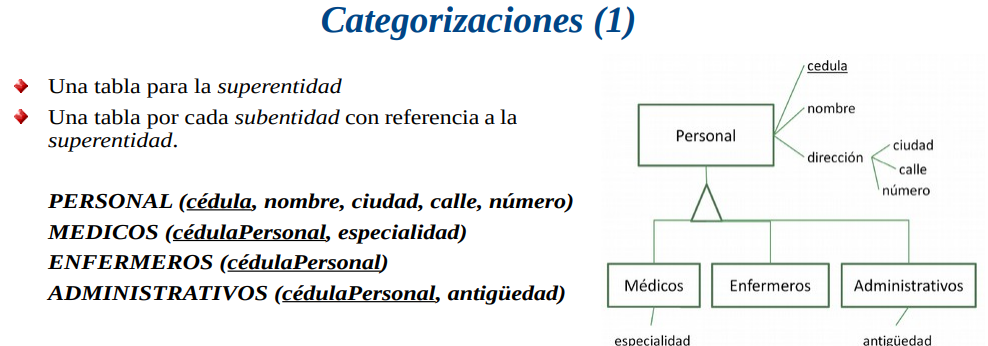 Categorizaciones (1)
Una tabla para la superentidad
Una tabla por cada subentidad con referencia a la
superentidad.
PERSONAL (cédula, nombre, ciudad, calle, número)
MEDICOS (cédulaPersonal, especialidad)
ENFERMEROS (cédulaPersonal)
ADMINISTRATIVOS (cédulaPersonal, antigüedad)
cedula
Personal
nombre
dirección
ciudad
calle
número
Médicos
Enfermeros
Administrativos
especialidad
antigüedad